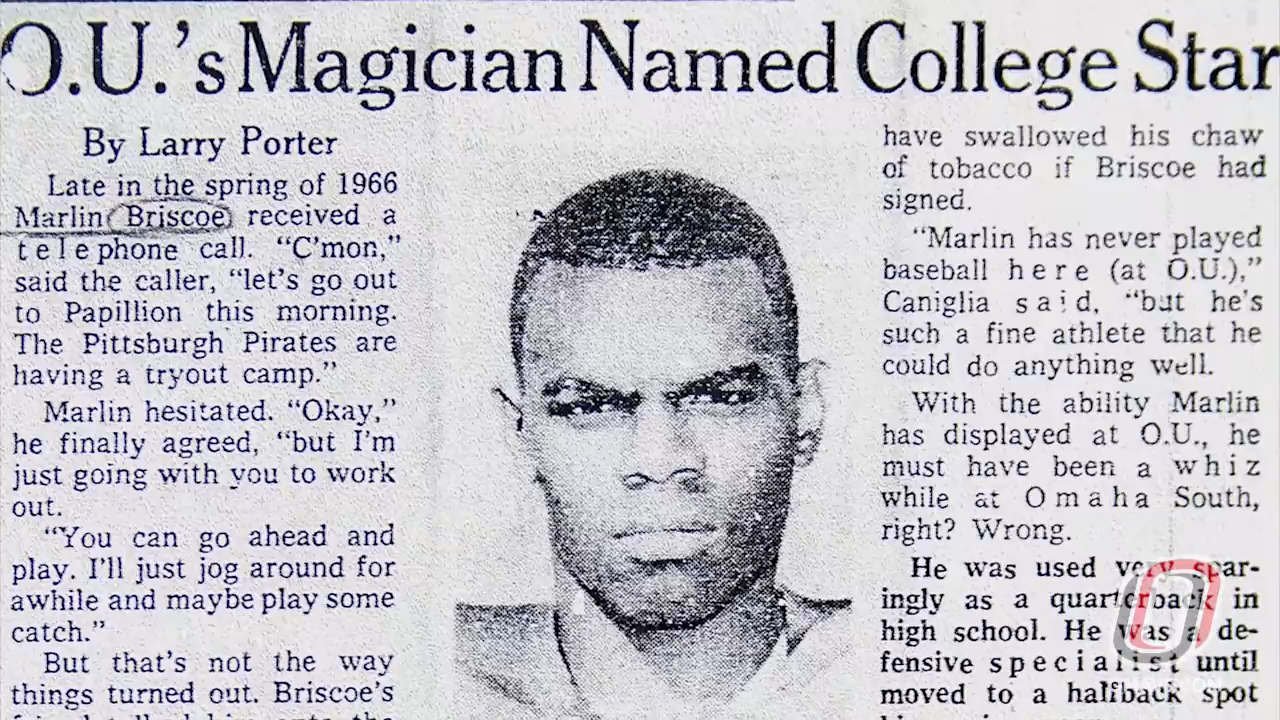 O.U.'s Magician Named College Star
By Larry Porter
Late in the spring of 1966
Marlin Briscoe received a
telephone call. "C'mon,"
said the caller, "let's go out
to Papillion this morning.
The Pittsburgh Pirates are
having a tryout camp."
Marlin hesitated. "Okay,"
he finally agreed, "but I'm
just going with you to work
out.
"You can go ahead and
play. I'll just jog around for
awhile and maybe play some
catch."
But that's not the way
things turned out. Briscoe's
have swallowed his chaw
of tobacco if Briscoe had
signed.
"Marlin has never played
baseball here (at O.U.),"
Caniglia said, "but he's
such a fine athlete that he
could do anything well.
With the ability Marlin
has displayed at O.U., he
must have been a whiz
while at Omaha South,
right? Wrong.
He was used very spar-
ingly as a quarterback in
high school. He was a de-
fensive specialist until
moved to a halfback spot
O